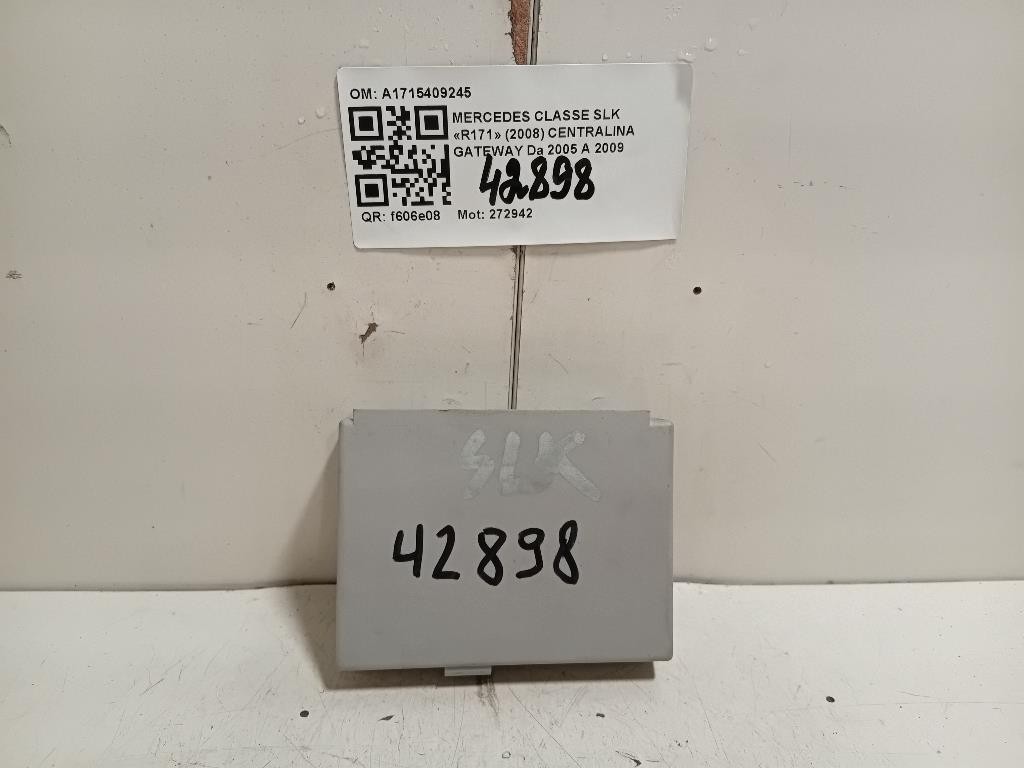 OM: A1715409245
MERCEDES CLASSE SLK
«R171» (2008) CENTRALINA
GATEWAY Da 2005 A 2009
42898
QR: f606e08 Mot: 272942
SLK
42898